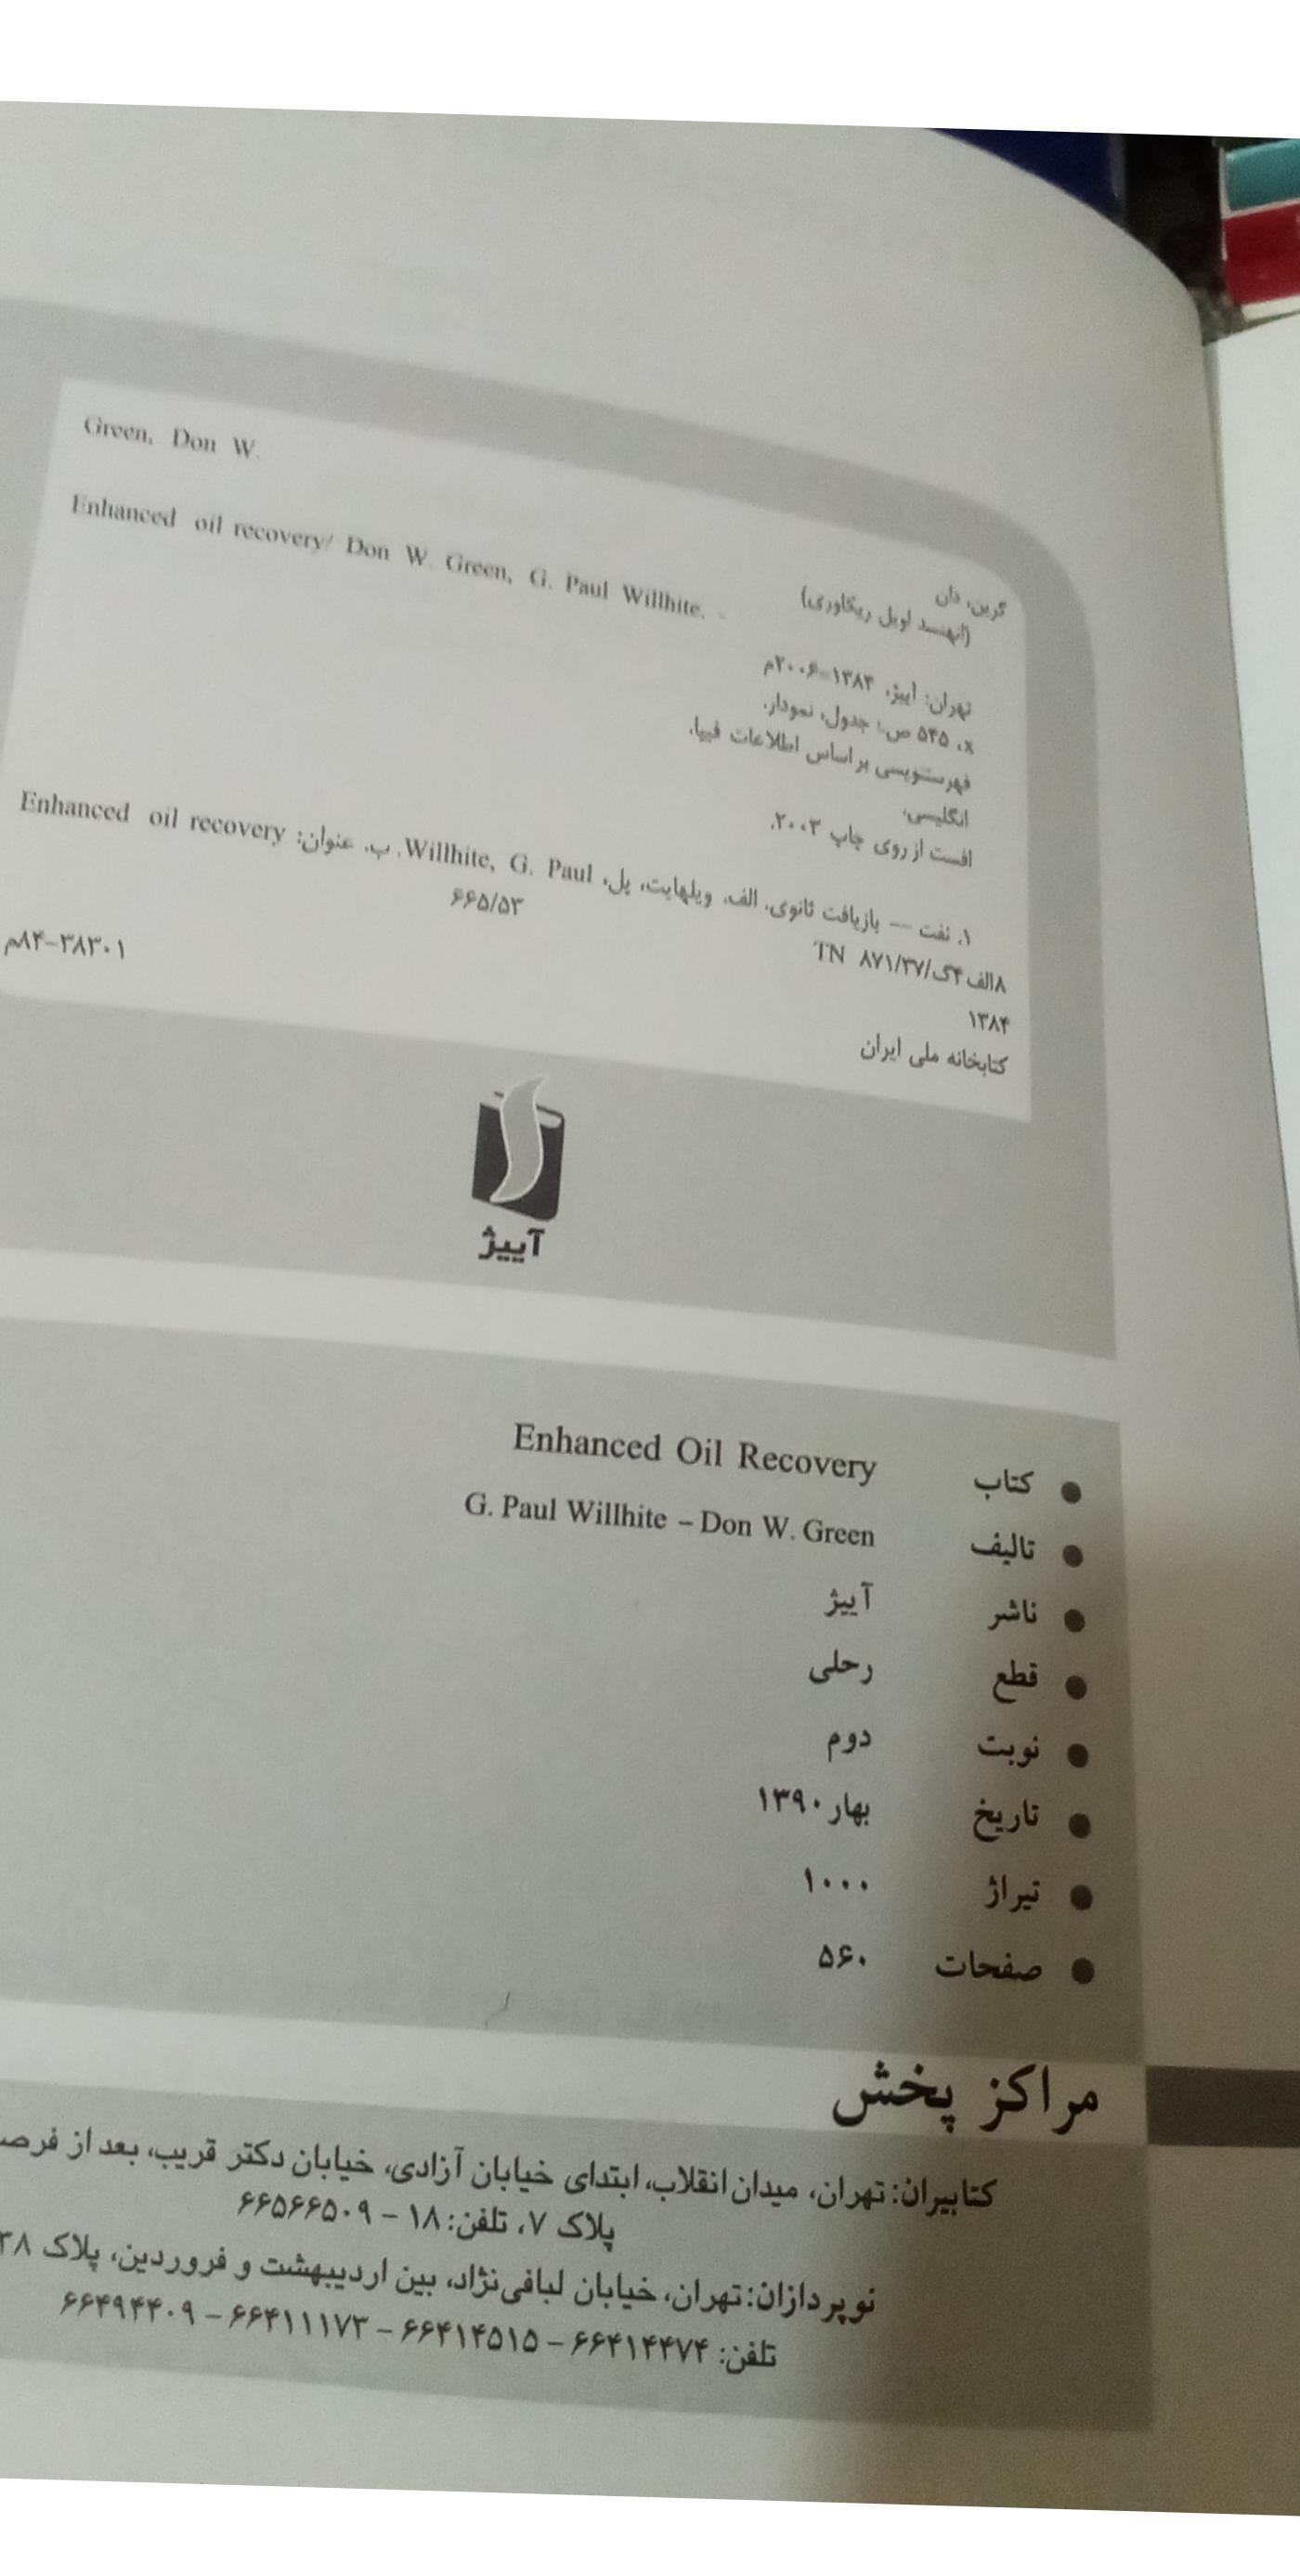 Green, Don W.
گرین، دان
Enhanced oil recovery/ Don W. Green, G. Paul Willhite. -
(انهنسد اویل ریکاوری)
تهران: آییژ، ۱۳۸۴=۲۰۰۶م
x، ۵۴۵ ص.: جدول، نمودار.
فهرستنویسی بر اساس اطلاعات فیپا.
انگلیسی.
افست از روی چاپ ۲۰۰۳.
۱. نفت -- بازیافت ثانوی. الف. ویلهایت، پل، Willhite, G. Paul. ب. عنوان: Enhanced oil recovery
۸الف۴گ/۸۷۱/۳۷ TN
۶۶۵/۵۳
۱۳۸۴
کتابخانه ملی ایران
۸۴-۳۸۳۰۱م
آییژ
کتاب Enhanced Oil Recovery
تالیف G. Paul Willhite – Don W. Green
ناشر آییژ
قطع رحلی
نوبت دوم
تاریخ بهار ۱۳۹۰
تیراژ ۱۰۰۰
صفحات ۵۶۰
مراکز پخش
کتابیران: تهران، میدان انقلاب، ابتدای خیابان آزادی، خیابان دکتر قریب، بعد از فرصـ
پلاک ۷، تلفن: ۱۸ – ۶۶۵۶۶۵۰۹
نوپردازان: تهران، خیابان لبافی‌نژاد، بین اردیبهشت و فروردین، پلاک ۲۳۸
تلفن: ۶۶۴۱۴۴۷۴ – ۶۶۴۱۴۵۱۵ – ۶۶۴۱۱۱۷۳ – ۶۶۴۹۴۴۰۹